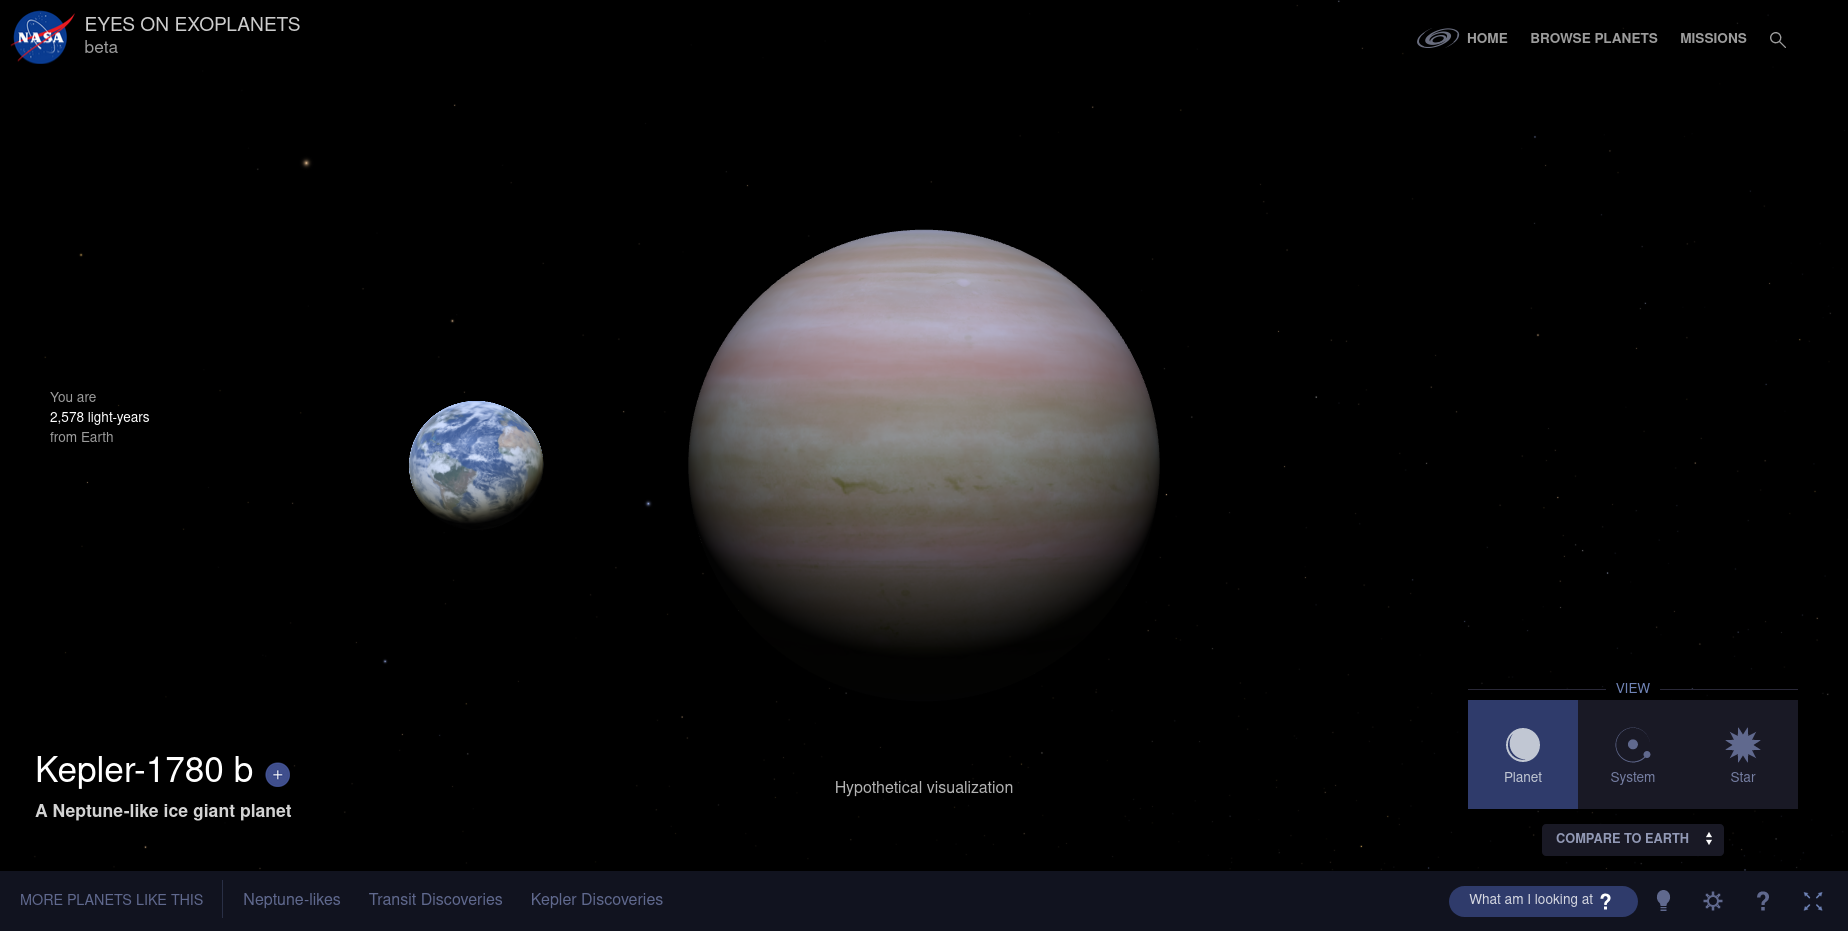 NASA
EYES ON EXOPLANETS
beta
HOME
BROWSE PLANETS
MISSIONS
You are
2,578 light-years
from Earth
Kepler-1780 b +
A Neptune-like ice giant planet
Hypothetical visualization
VIEW
Planet
System
Star
COMPARE TO EARTH
MORE PLANETS LIKE THIS
Neptune-likes
Transit Discoveries
Kepler Discoveries
What am I looking at ?
?